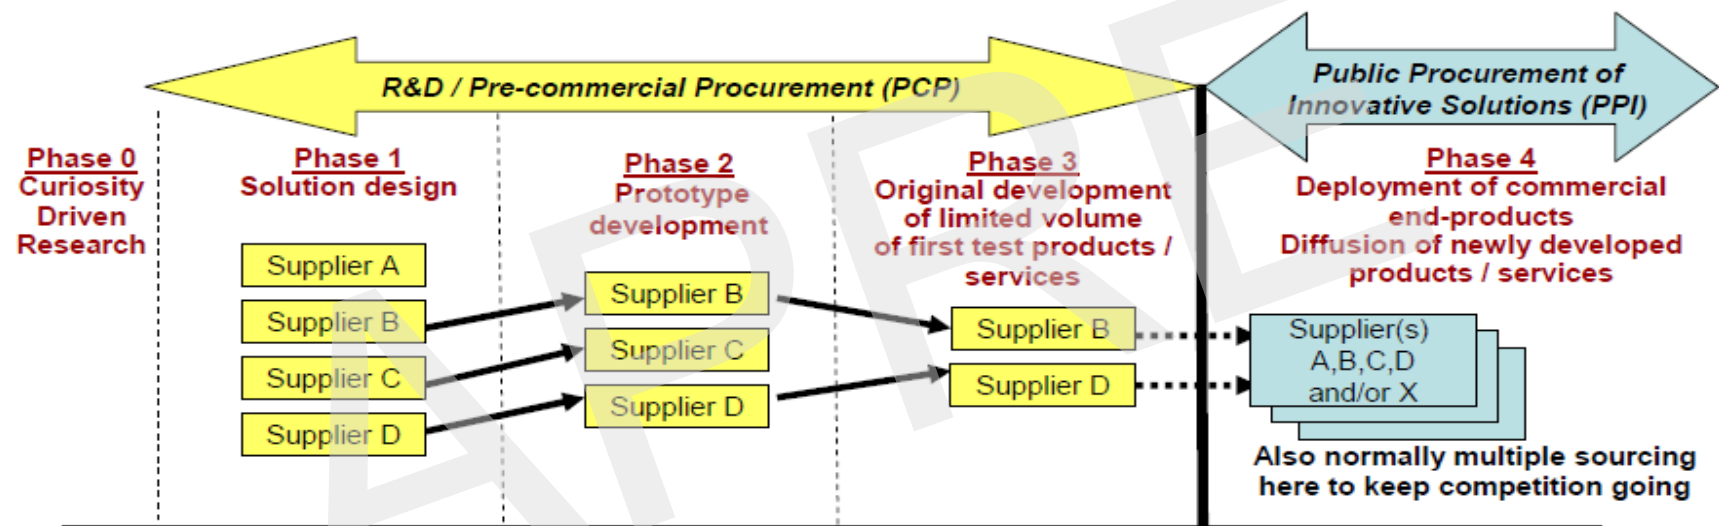 R&D / Pre-commercial Procurement (PCP)
Public Procurement of
Innovative Solutions (PPI)
Phase 0
Curiosity
Driven
Research
Phase 1
Solution design
Supplier A
Supplier B
Supplier C
Supplier D
Phase 2
Prototype
development
Supplier B
Supplier C
Supplier D
Phase 3
Original development
of limited volume
of first test products /
services
Supplier B
Supplier D
Phase 4
Deployment of commercial
end-products
Diffusion of newly developed
products / services
Supplier(s)
A,B,C,D
and/or X
Also normally multiple sourcing
here to keep competition going
APRE